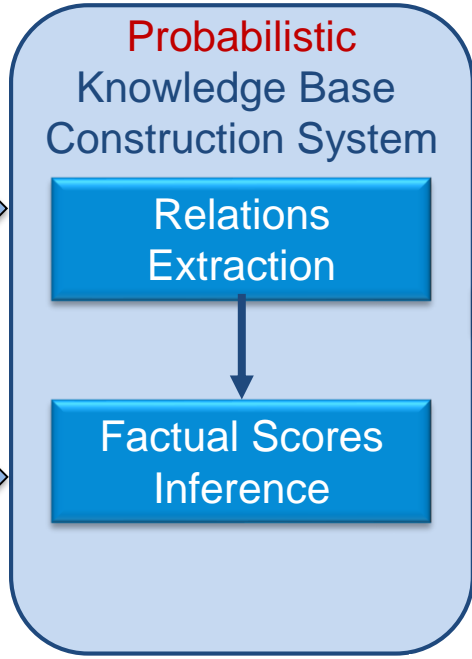 Probabilistic
Knowledge Base
Construction System
Relations
Extraction
Factual Scores
Inference